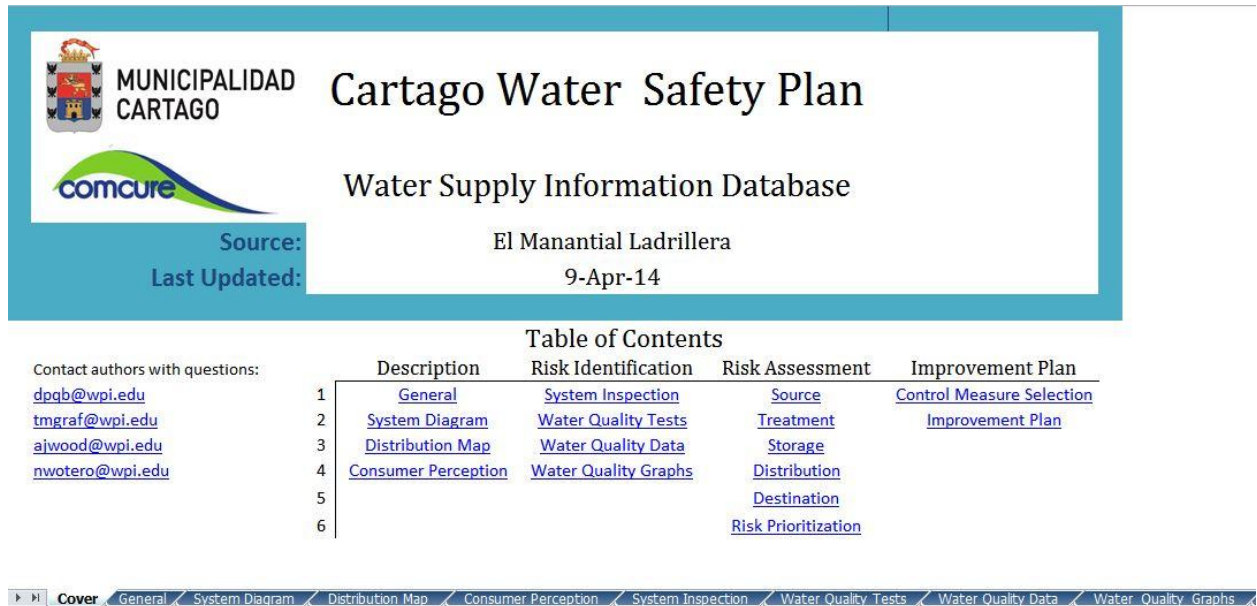 MUNICIPALIDAD
CARTAGO
Cartago Water Safety Plan
comcure
Water Supply Information Database
Source: El Manantial Ladrillera
Last Updated: 9-Apr-14
Table of Contents
Contact authors with questions: Description Risk Identification Risk Assessment Improvement Plan
dpqb@wpi.edu 1 General System Inspection Source Control Measure Selection
tmgraf@wpi.edu 2 System Diagram Water Quality Tests Treatment Improvement Plan
ajwood@wpi.edu 3 Distribution Map Water Quality Data Storage
nwotero@wpi.edu 4 Consumer Perception Water Quality Graphs Distribution
5 Destination
6 Risk Prioritization
Cover General System Diagram Distribution Map Consumer Perception System Inspection Water Quality Tests Water Quality Data Water Quality Graphs